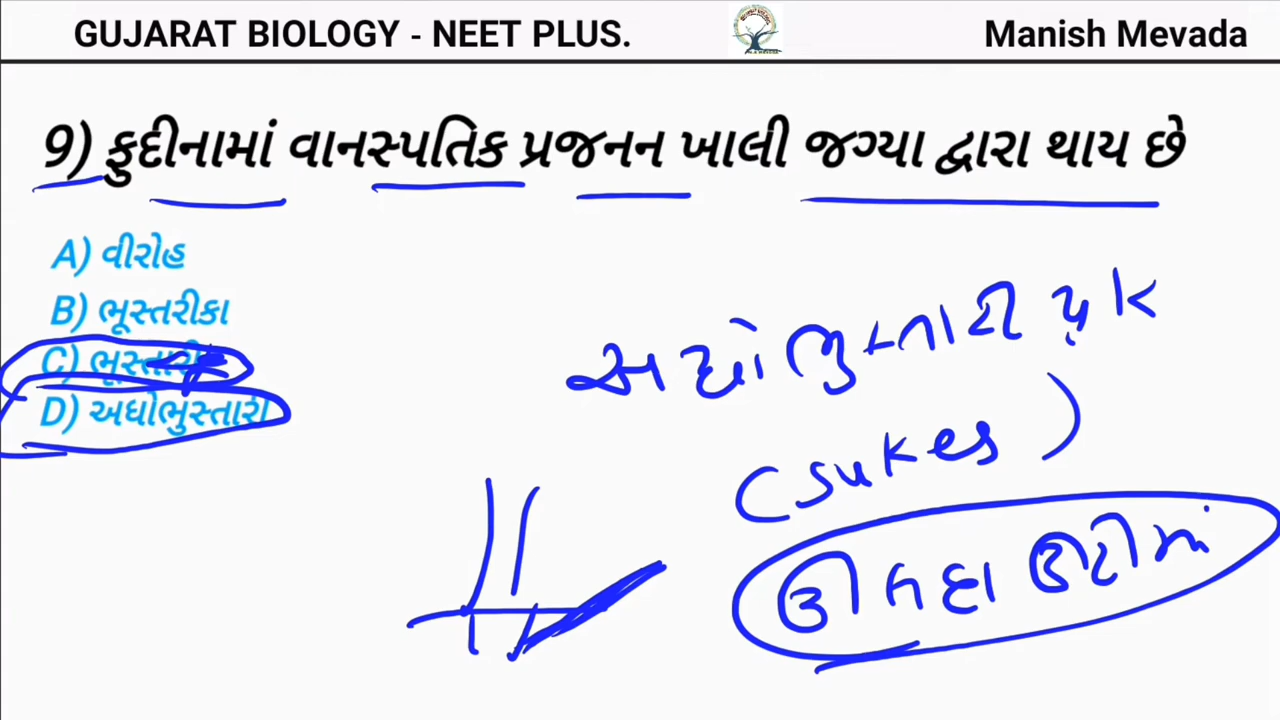 GUJARAT BIOLOGY - NEET PLUS.
Manish Mevada
9) ફુદીનામાં વાનસ્પતિક પ્રજનન ખાલી જગ્યા દ્વારા થાય છે
A) વીરોહ
B) ભૂસ્તરીકા
C) ભૂસ્તારી
D) અધોભુસ્તારી
અધોભુસ્તારી
(sukes)